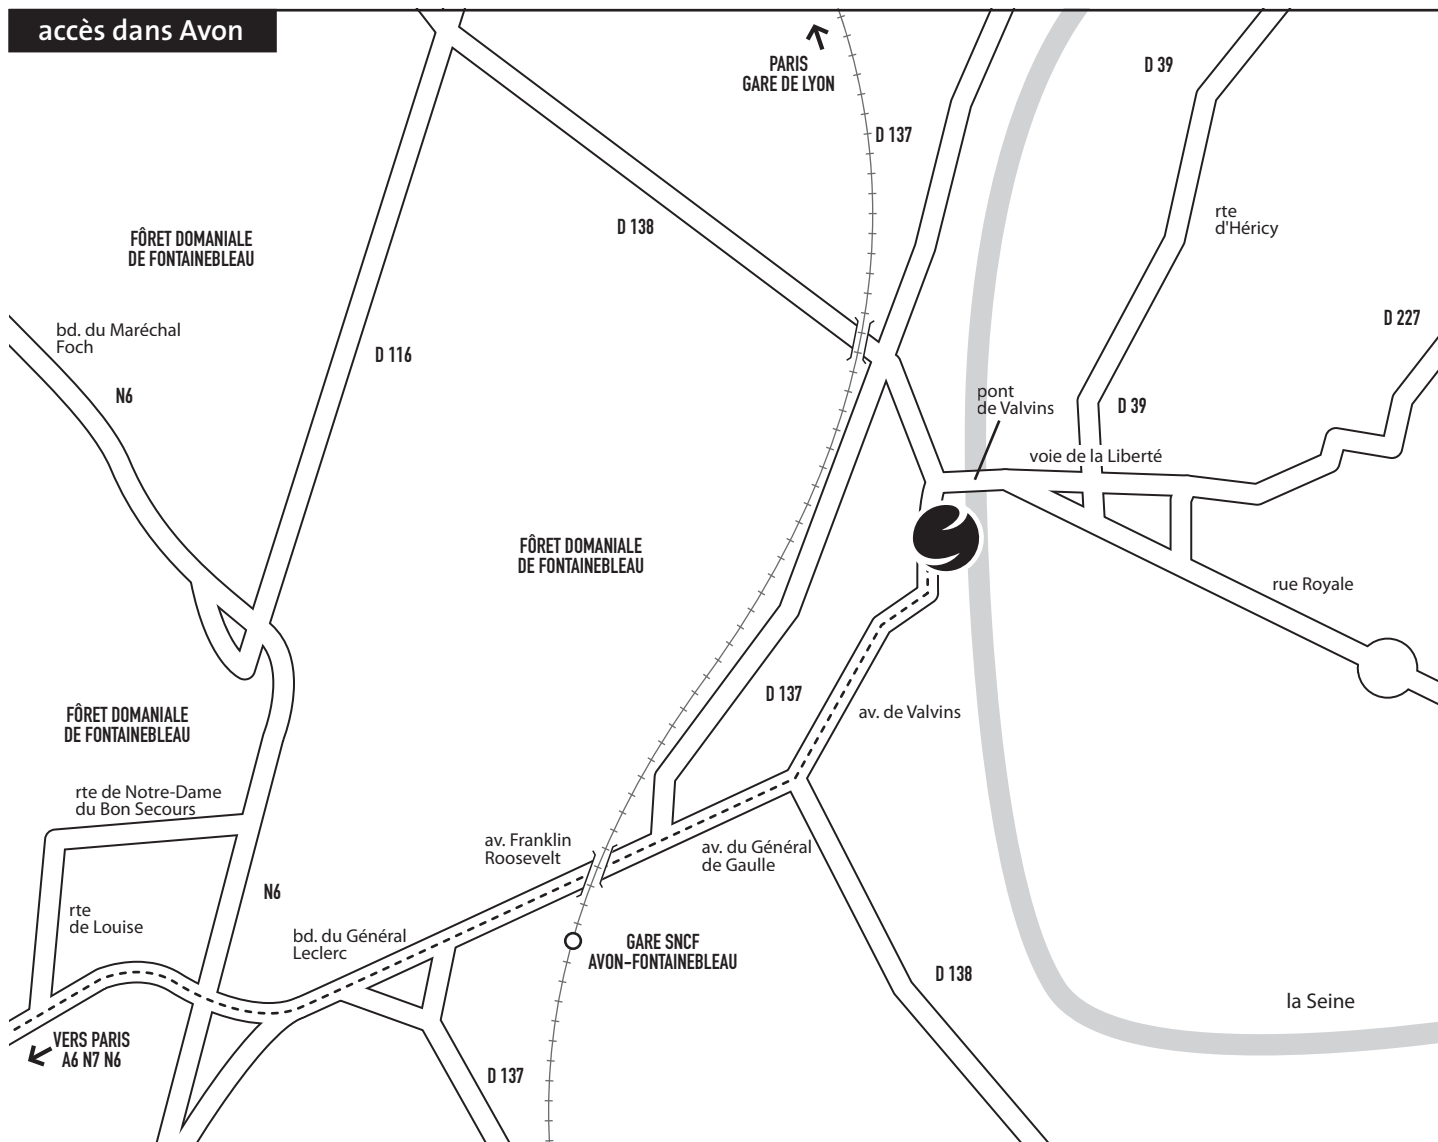 accès dans Avon
PARIS
GARE DE LYON
D 39
D 137
D 138
rte
d'Héricy
FÔRET DOMANIALE
DE FONTAINEBLEAU
bd. du Maréchal
Foch
D 116
D 227
N6
pont
de Valvins
D 39
voie de la Liberté
FÔRET DOMANIALE
DE FONTAINEBLEAU
rue Royale
D 137
av. de Valvins
FÔRET DOMANIALE
DE FONTAINEBLEAU
rte de Notre-Dame
du Bon Secours
av. Franklin
Roosevelt
av. du Général
de Gaulle
N6
rte
de Louise
bd. du Général
Leclerc
GARE SNCF
AVON-FONTAINEBLEAU
D 138
la Seine
VERS PARIS
A6 N7 N6
D 137